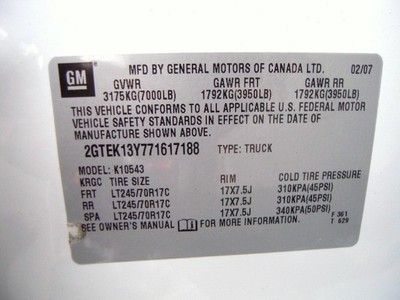 GM
MFD BY GENERAL MOTORS OF CANADA LTD. 02/07
GVWR GAWR FRT GAWR RR
3175KG(7000LB) 1792KG(3950LB) 1792KG(3950LB)
THIS VEHICLE CONFORMS TO ALL APPLICABLE U.S. FEDERAL MOTOR
VEHICLE SAFETY STANDARDS IN EFFECT ON THE DATE OF
MANUFACTURE SHOWN ABOVE.
2GTEK13Y771617188 TYPE: TRUCK
MODEL: K10543
KRGC TIRE SIZE RIM COLD TIRE PRESSURE
FRT LT245/70R17C 17X7.5J 310KPA(45PSI)
RR LT245/70R17C 17X7.5J 310KPA(45PSI)
SPA LT245/70R17C 17X7.5J 340KPA(50PSI)
SEE OWNER'S MANUAL FOR MORE INFORMATION. F 361
T 629